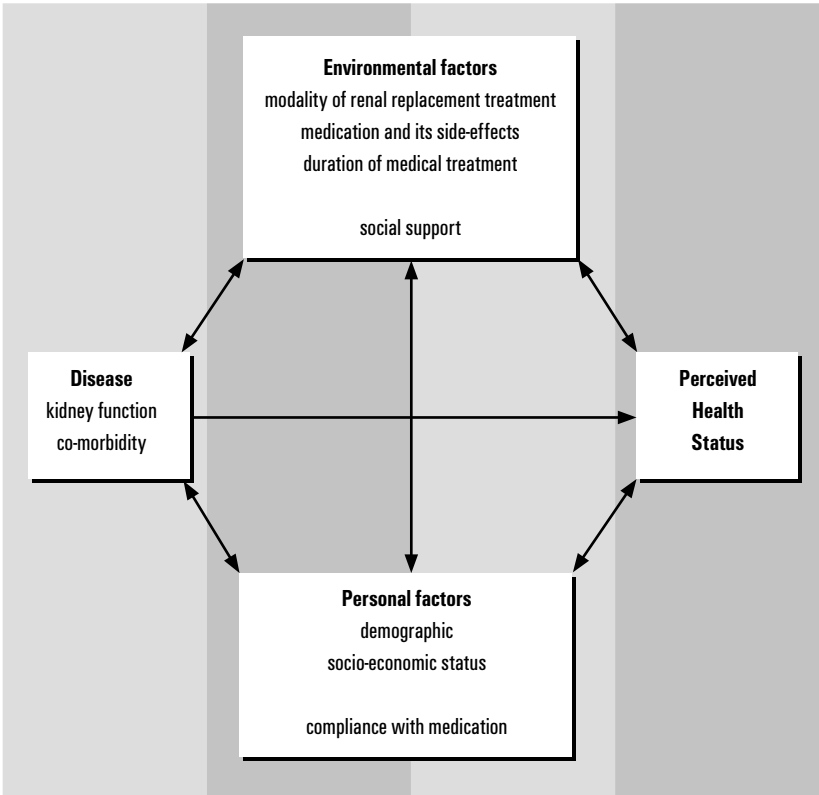 Environmental factors
modality of renal replacement treatment
medication and its side-effects
duration of medical treatment
social support
Disease
kidney function
co-morbidity
Perceived
Health
Status
Personal factors
demographic
socio-economic status
compliance with medication